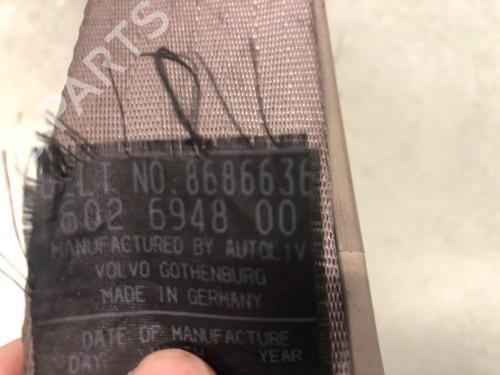 B-PARTS
BELT NO.8686636
602 6948 00
MANUFACTURED BY AUTOLIV
VOLVO GOTHENBURG
MADE IN GERMANY
DATE OF MANUFACTURE
DAY YEAR